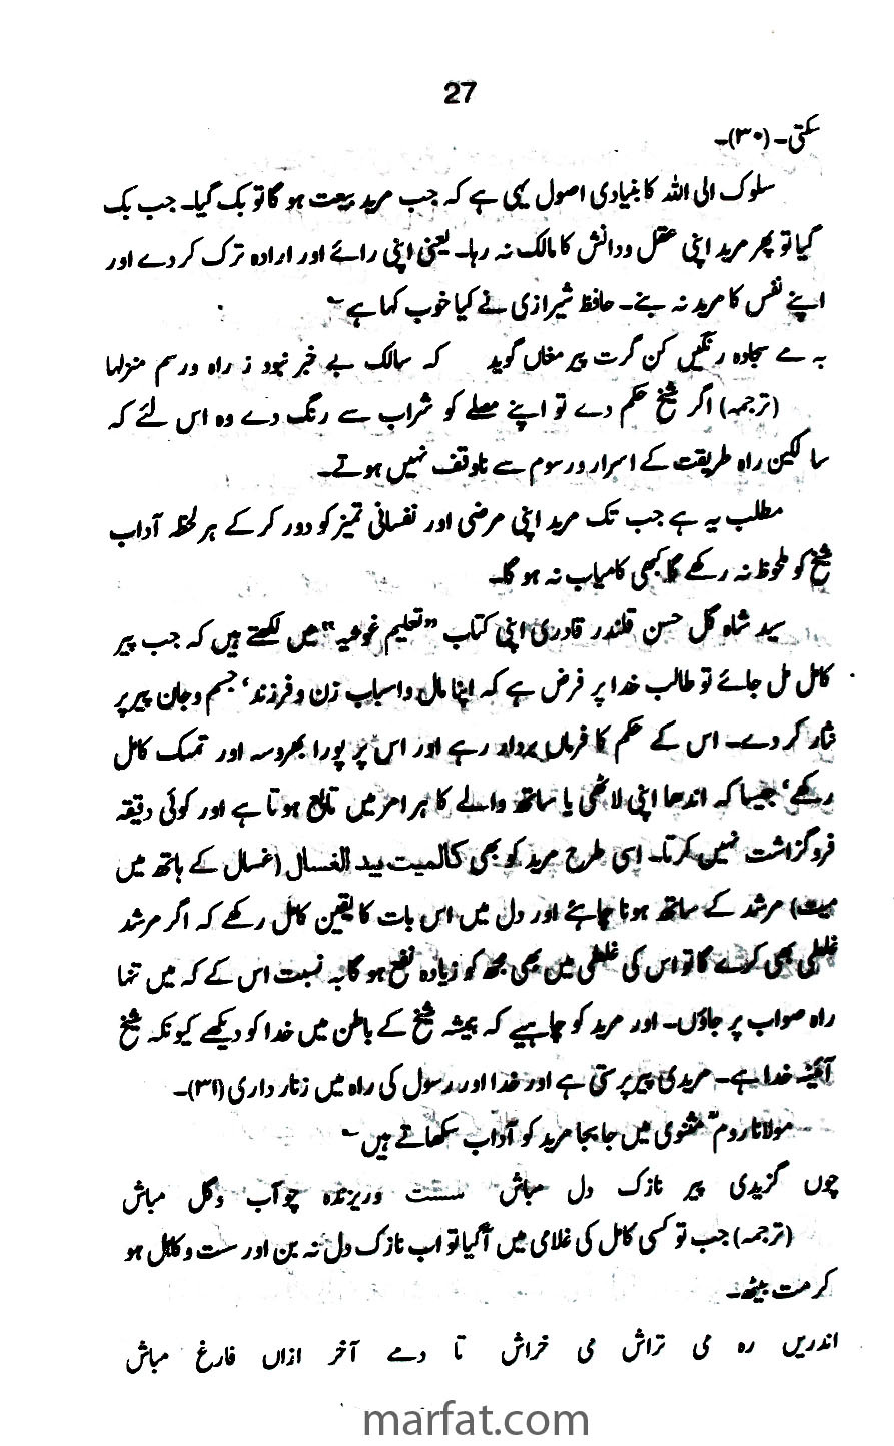 27
سکتی۔ (۳۰)۔
سلوک الی اللہ کا بنیادی اصول یہی ہے کہ جب مرید بیعت ہو گا تو بک گیا۔ جب بک
گیا تو پھر مرید اپنی عقل و دانش کا مالک نہ رہا۔ یعنی اپنی رائے اور ارادہ ترک کر دے اور
اپنے نفس کا مرید نہ بنے۔ حافظ شیرازی نے کیا خوب کہا ہے ؎
بہ مے سجادہ رنگیں کن گرت پیر مغاں گوید کہ سالک بے خبر نبود ز راہ و رسم منزلہا
(ترجمہ) اگر شیخ حکم دے تو اپنے مصلے کو شراب سے رنگ دے وہ اس لئے کہ
سالکین راہ طریقت کے اسرار و رسوم سے ناوقف نہیں ہوتے۔
مطلب یہ ہے جب تک مرید اپنی مرضی اور نفسانی تمیز کو دور کر کے ہر لحظہ آداب
شیخ کو ملحوظ نہ رکھے گا کبھی کامیاب نہ ہو گا۔
سید شاہ گل حسن قلندر قادری اپنی کتاب "تعلیم غوثیہ" میں لکھتے ہیں کہ جب پیر
کامل مل جائے تو طالب خدا پر فرض ہے کہ اپنا مال و اسباب زن و فرزند، جسم و جان پیر پر
نثار کر دے۔ اس کے حکم کا فرماں بردار رہے اور اس پر پورا بھروسہ اور تمسک کامل
رکھے، جیسا کہ اندھا اپنی لاٹھی یا ساتھ والے کا ہر امر میں تابع ہوتا ہے اور کوئی دقیقہ
فروگزاشت نہیں کرتا۔ اسی طرح مرید کو بھی کالمیت بید الغسال (غسال کے ہاتھ میں
میت) مرشد کے ساتھ ہونا چاہئے اور دل میں اس بات کا یقین کامل رکھے کہ اگر مرشد
غلطی بھی کرے گا تو اس کی غلطی میں بھی مجھ کو زیادہ نفع ہو گا بہ نسبت اس کے کہ میں تنہا
راہ صواب پر جاؤں۔ اور مرید کو چاہیے کہ ہمیشہ شیخ کے باطن میں خدا کو دیکھے کیونکہ شیخ
آئینہ خدا ہے۔ مریدی پیر پرستی ہے اور خدا اور رسول کی راہ میں زنار داری (۳۱)۔
مولانا روم ؒ مثنوی میں جابجا مرید کو آداب سکھاتے ہیں ؎
چوں گزیدی پیر نازک دل مباش سست و ریزندہ چو آب و گل مباش
(ترجمہ) جب تو کسی کامل کی غلامی میں آگیا تو اب نازک دل نہ بن اور سست و کاہل ہو
کر مت بیٹھ۔
اندریں رہ می تراش می خراش تا دمے آخر ازاں فارغ مباش
marfat.com